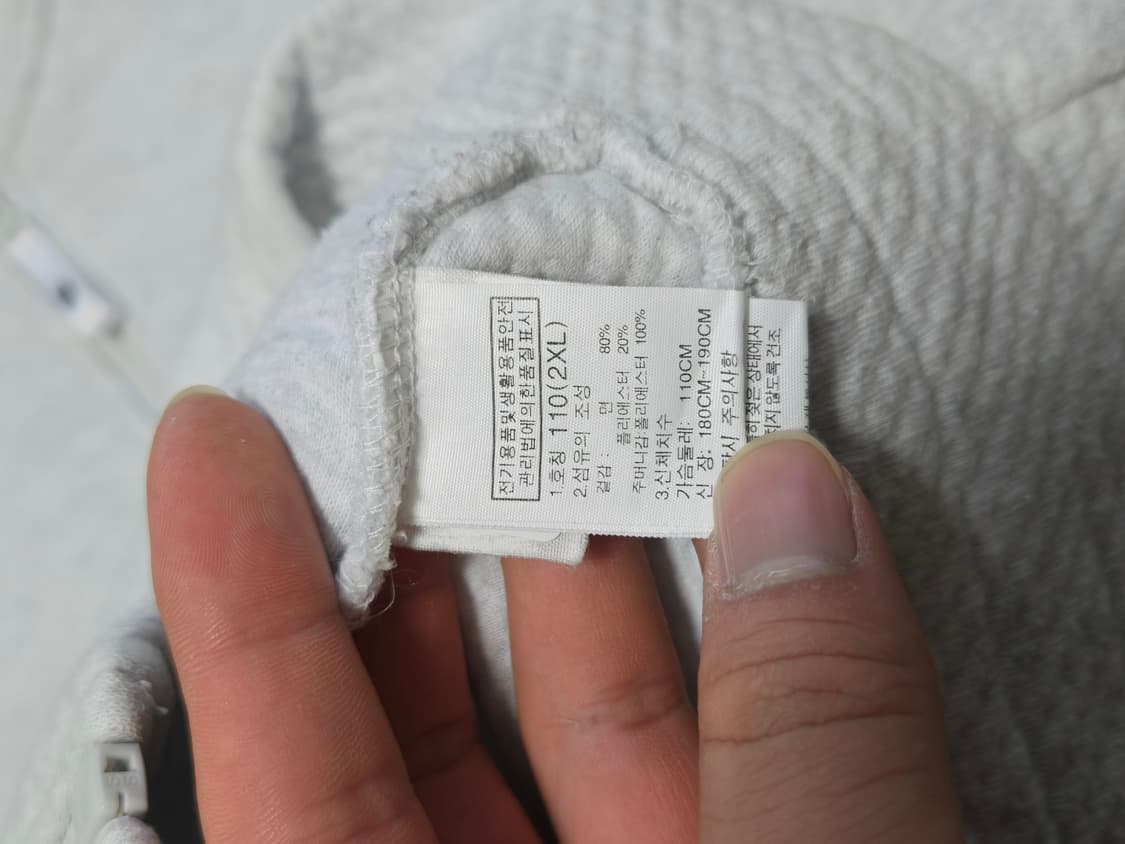 전기용품및생활용품안전
관리법에의한품질표시
1.호칭 110(2XL)
2.섬유의 조성
겉감 : 면 80%
폴리에스터 20%
주머니감:폴리에스터 100%
3.신체치수
가슴둘레: 110CM
신 장: 180CM~190CM
주의사항
젖은 상태에서
않도록 건조,